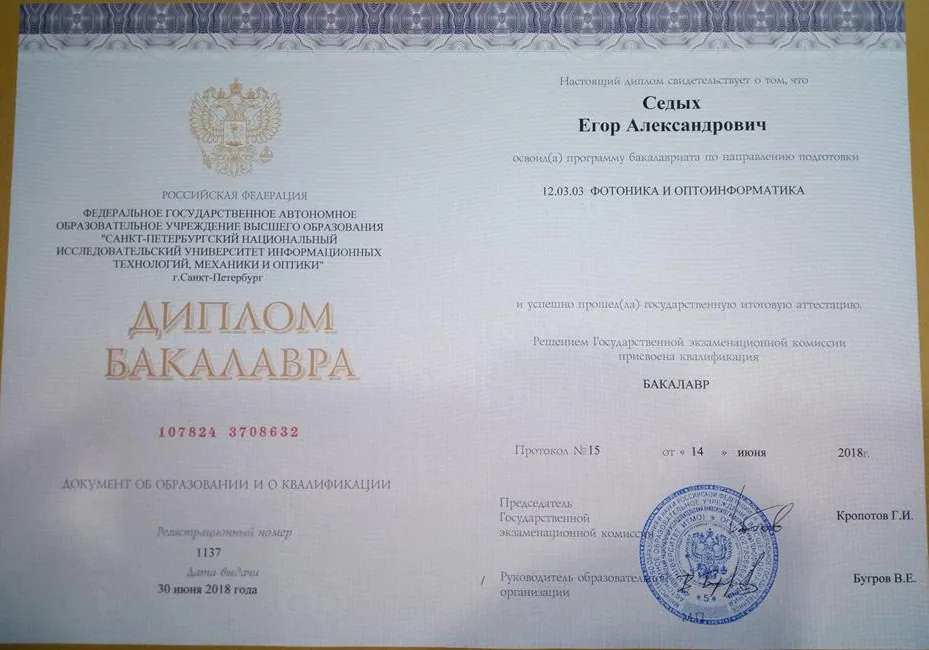 РОССИЙСКАЯ ФЕДЕРАЦИЯ
ФЕДЕРАЛЬНОЕ ГОСУДАРСТВЕННОЕ АВТОНОМНОЕ
ОБРАЗОВАТЕЛЬНОЕ УЧРЕЖДЕНИЕ ВЫСШЕГО ОБРАЗОВАНИЯ
"САНКТ-ПЕТЕРБУРГСКИЙ НАЦИОНАЛЬНЫЙ
ИССЛЕДОВАТЕЛЬСКИЙ УНИВЕРСИТЕТ ИНФОРМАЦИОННЫХ
ТЕХНОЛОГИЙ, МЕХАНИКИ И ОПТИКИ"
г.Санкт-Петербург
ДИПЛОМ
БАКАЛАВРА
107824 3708632
ДОКУМЕНТ ОБ ОБРАЗОВАНИИ И О КВАЛИФИКАЦИИ
Регистрационный номер
1137
Дата выдачи
30 июня 2018 года
Настоящий диплом свидетельствует о том, что
Седых
Егор Александрович
освоил(а) программу бакалавриата по направлению подготовки
12.03.03 ФОТОНИКА И ОПТОИНФОРМАТИКА
и успешно прошел(ла) государственную итоговую аттестацию.
Решением Государственной экзаменационной комиссии
присвоена квалификация
БАКАЛАВР
Протокол №15 от « 14 » июня 2018г.
Председатель
Государственной
экзаменационной комиссии
Кропотов Г.И.
/ Руководитель образовательной
организации
Бугров В.Е.
М.П.